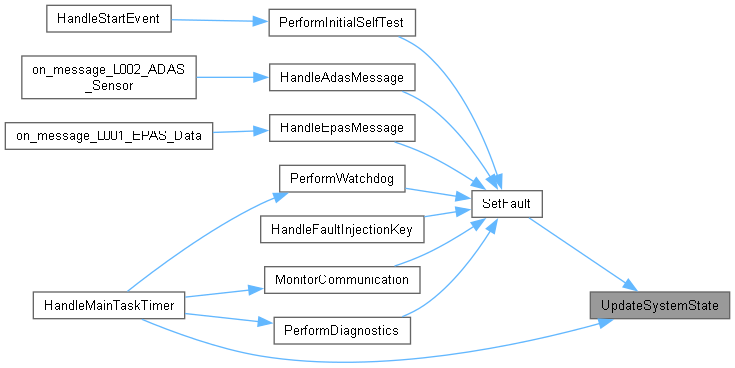 HandleStartEvent
PerformInitialSelfTest
on_message_L002_ADAS
_Sensor
HandleAdasMessage
on_message_L001_EPAS_Data
HandleEpasMessage
PerformWatchdog
SetFault
HandleFaultInjectionKey
MonitorCommunication
HandleMainTaskTimer
UpdateSystemState
PerformDiagnostics